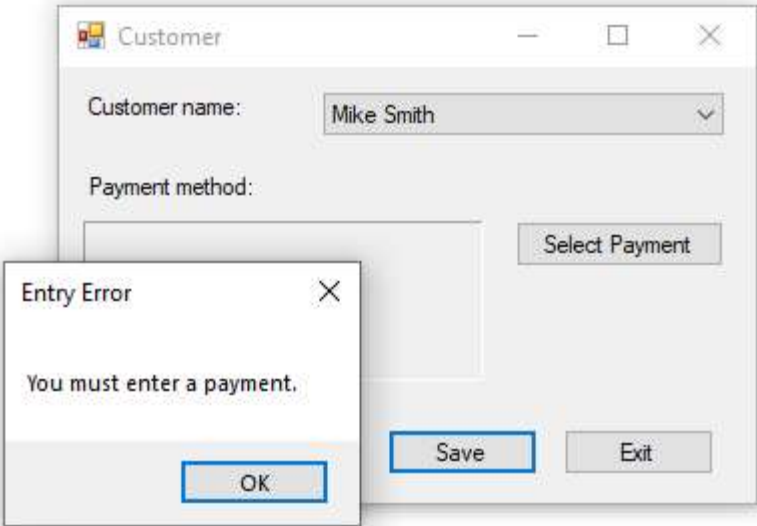 Customer
Customer name:
Mike Smith
Payment method:
Select Payment
Entry Error
You must enter a payment.
OK
Save
Exit